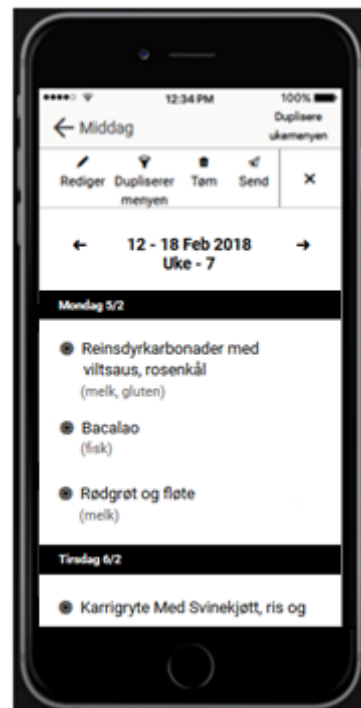 12:34 PM
100%
Middag
Duplisere
ukemenyen
Rediger
Dupliserer
menyen
Tøm
Send
12 - 18 Feb 2018
Uke - 7
Mondag 5/2
Reinsdyrkarbonader med
viltsaus, rosenkål
(melk, gluten)
Bacalao
(fisk)
Rødgrøt og fløte
(melk)
Tirsdag 6/2
Karrigryte Med Svinekjøtt, ris og